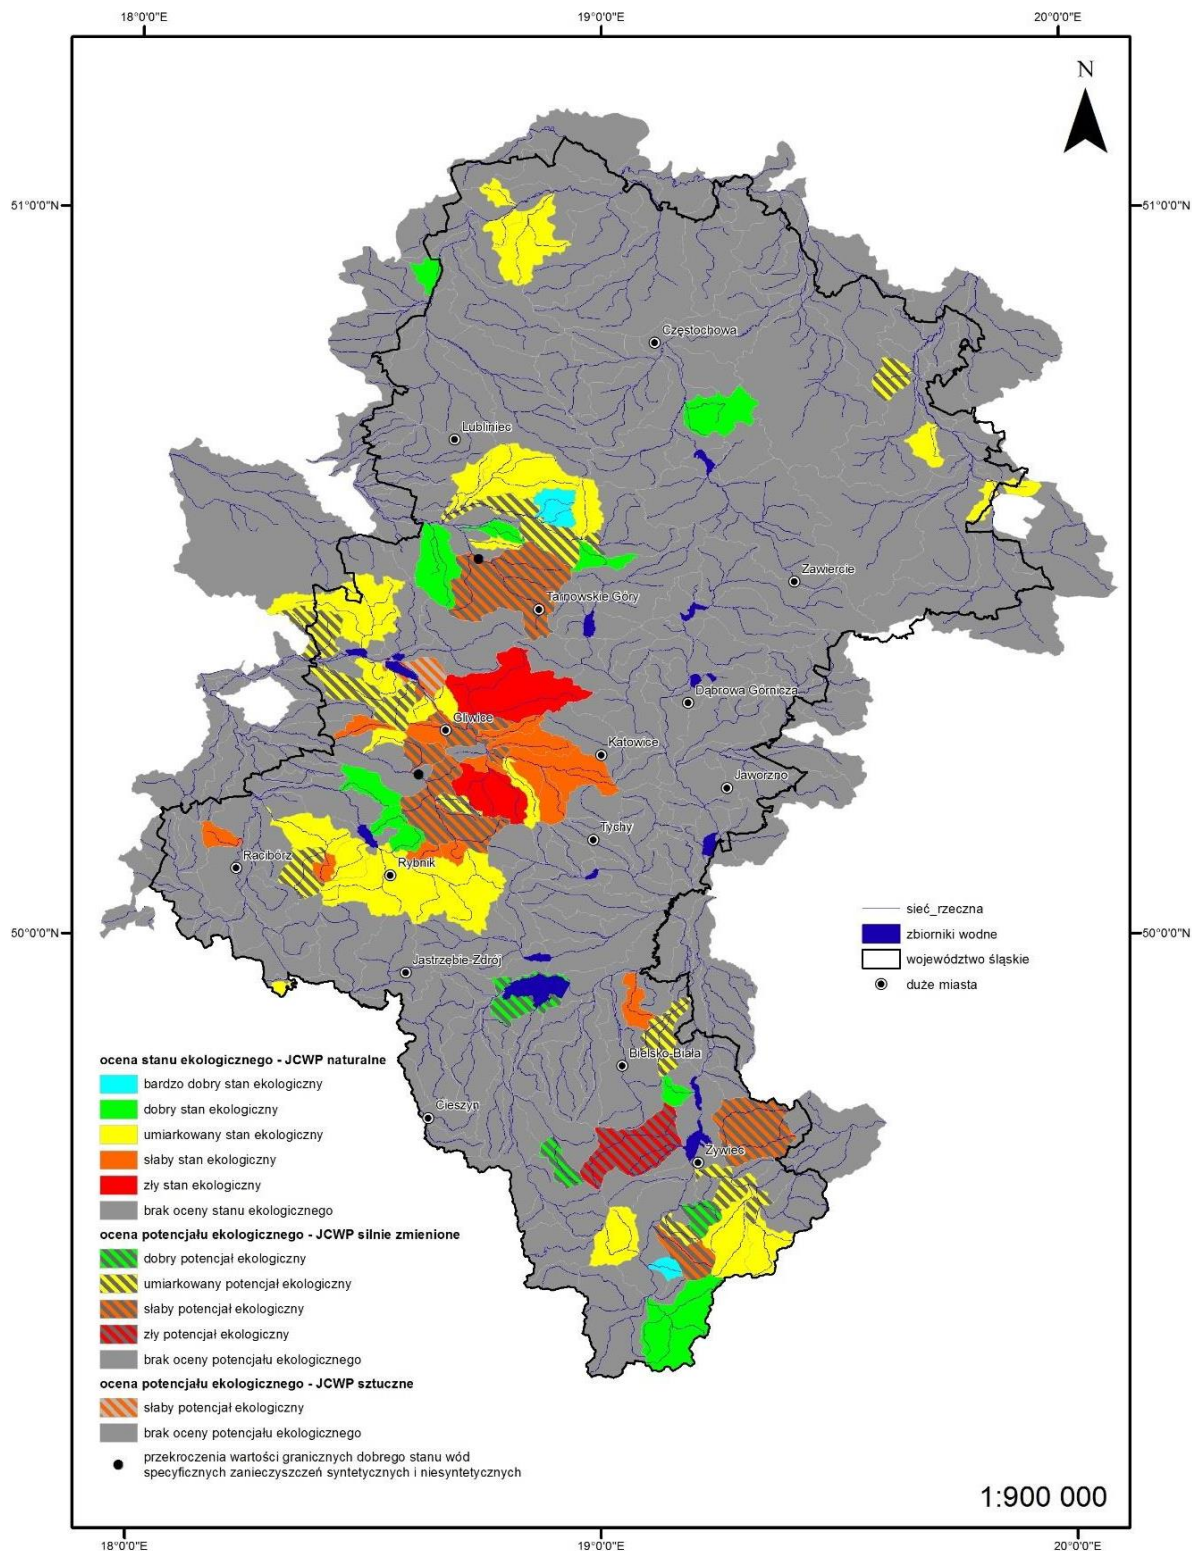 18°0'0"E
19°0'0"E
20°0'0"E
N
51°0'0"N
51°0'0"N
Częstochowa
Lubliniec
Zawiercie
Tarnowskie Góry
Dąbrowa Górnicza
Gliwice
Katowice
Jaworzno
Tychy
Racibórz
Rybnik
sieć_rzeczna
50°0'0"N
zbiorniki wodne
50°0'0"N
województwo śląskie
Jastrzębie Zdrój
duże miasta
Bielsko-Biała
ocena stanu ekologicznego - JCWP naturalne
bardzo dobry stan ekologiczny
Cieszyn
dobry stan ekologiczny
umiarkowany stan ekologiczny
Żywiec
słaby stan ekologiczny
zły stan ekologiczny
brak oceny stanu ekologicznego
ocena potencjału ekologicznego - JCWP silnie zmienione
dobry potencjał ekologiczny
umiarkowany potencjał ekologiczny
słaby potencjał ekologiczny
zły potencjał ekologiczny
brak oceny potencjału ekologicznego
ocena potencjału ekologicznego - JCWP sztuczne
słaby potencjał ekologiczny
brak oceny potencjału ekologicznego
przekroczenia wartości granicznych dobrego stanu wód
specyficznych zanieczyszczeń syntetycznych i niesyntetycznych
1:900 000
18°0'0"E
19°0'0"E
20°0'0"E